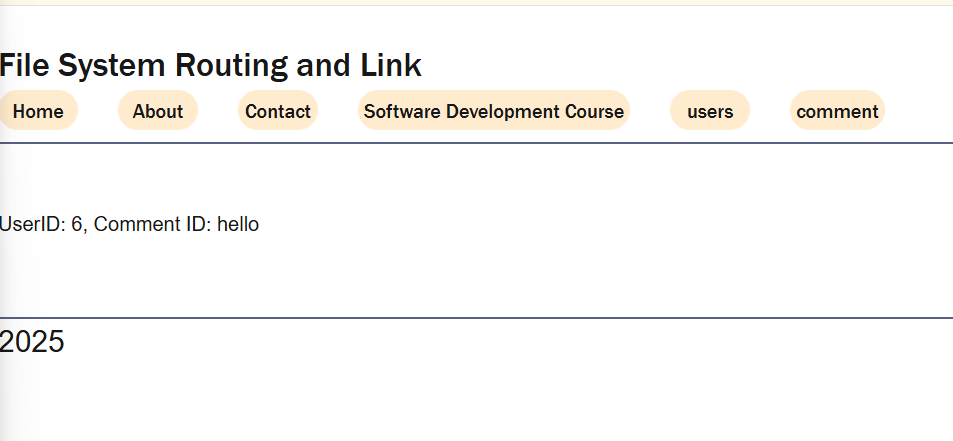 File System Routing and Link
Home About Contact Software Development Course users comment
UserID: 6, Comment ID: hello
2025